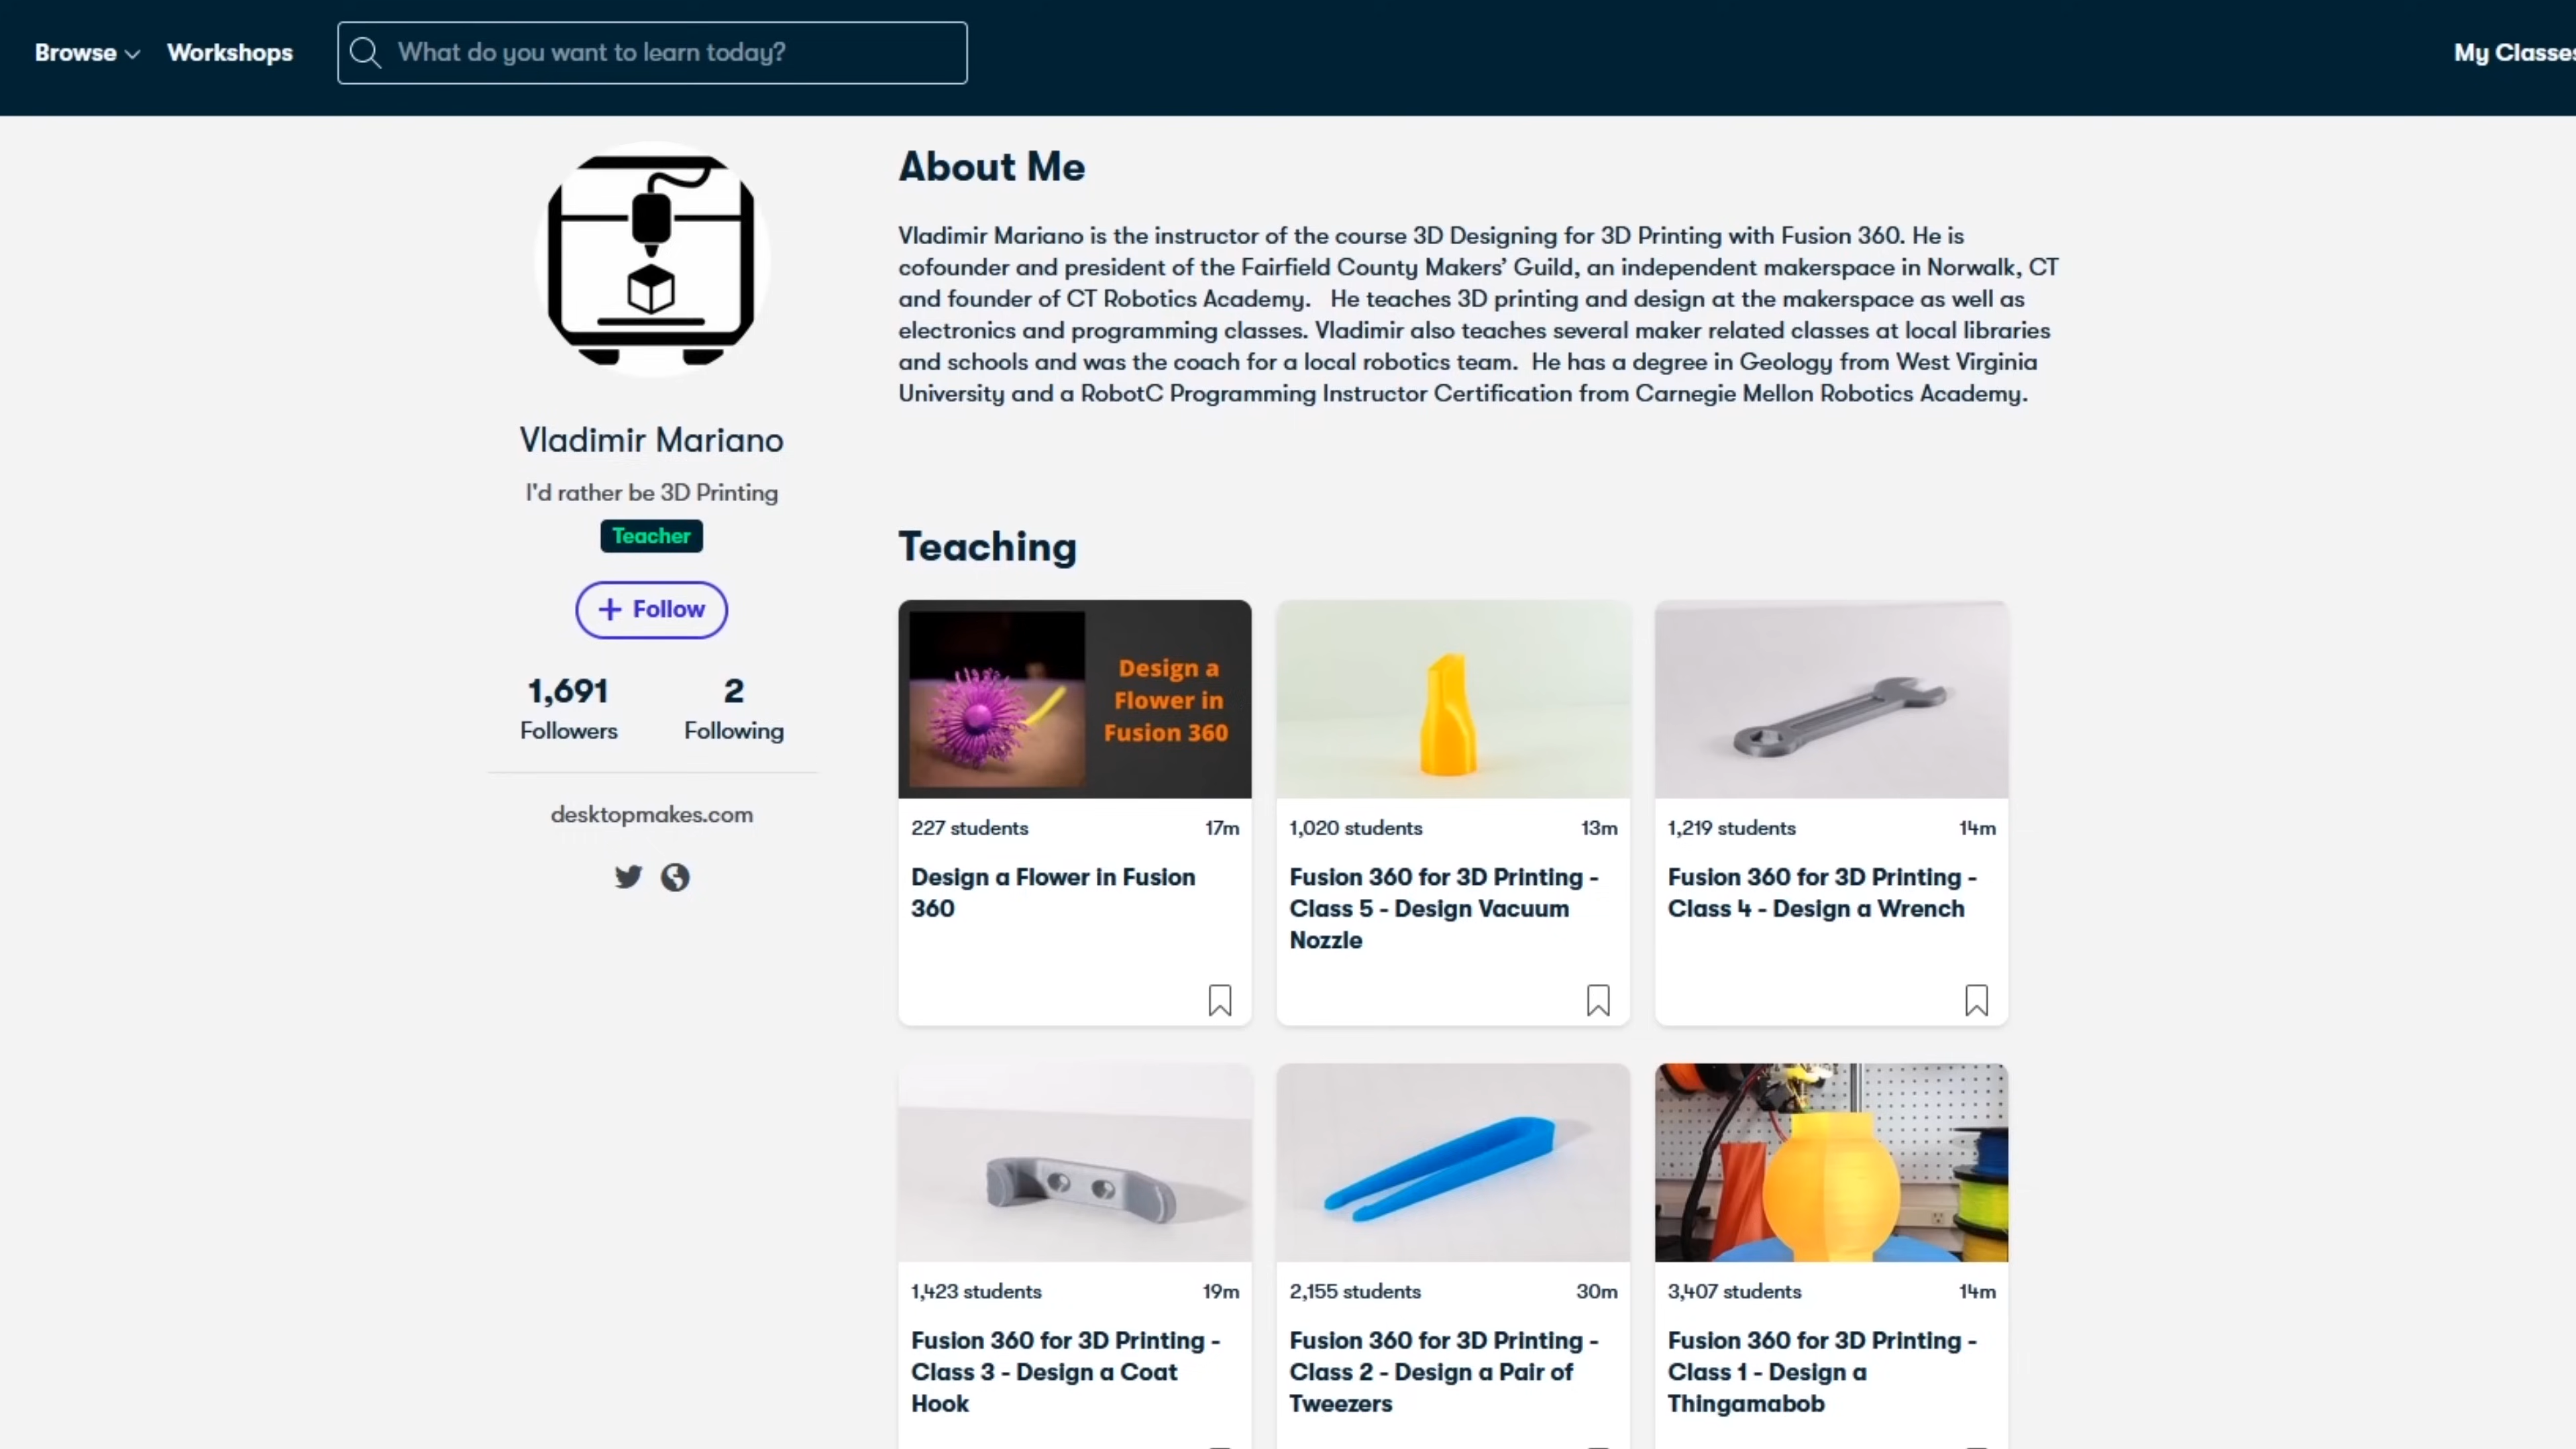 Browse
Workshops
What do you want to learn today?
My Classes
Vladimir Mariano
I'd rather be 3D Printing
Teacher
+ Follow
1,691
Followers
2
Following
desktopmakes.com
About Me
Vladimir Mariano is the instructor of the course 3D Designing for 3D Printing with Fusion 360. He is
cofounder and president of the Fairfield County Makers’ Guild, an independent makerspace in Norwalk, CT
and founder of CT Robotics Academy.   He teaches 3D printing and design at the makerspace as well as
electronics and programming classes. Vladimir also teaches several maker related classes at local libraries
and schools and was the coach for a local robotics team.  He has a degree in Geology from West Virginia
University and a RobotC Programming Instructor Certification from Carnegie Mellon Robotics Academy.
Teaching
Design a
Flower in
Fusion 360
227 students
17m
Design a Flower in Fusion
360
1,020 students
13m
Fusion 360 for 3D Printing -
Class 5 - Design Vacuum
Nozzle
1,219 students
14m
Fusion 360 for 3D Printing -
Class 4 - Design a Wrench
1,423 students
19m
Fusion 360 for 3D Printing -
Class 3 - Design a Coat
Hook
2,155 students
30m
Fusion 360 for 3D Printing -
Class 2 - Design a Pair of
Tweezers
3,407 students
14m
Fusion 360 for 3D Printing -
Class 1 - Design a
Thingamabob